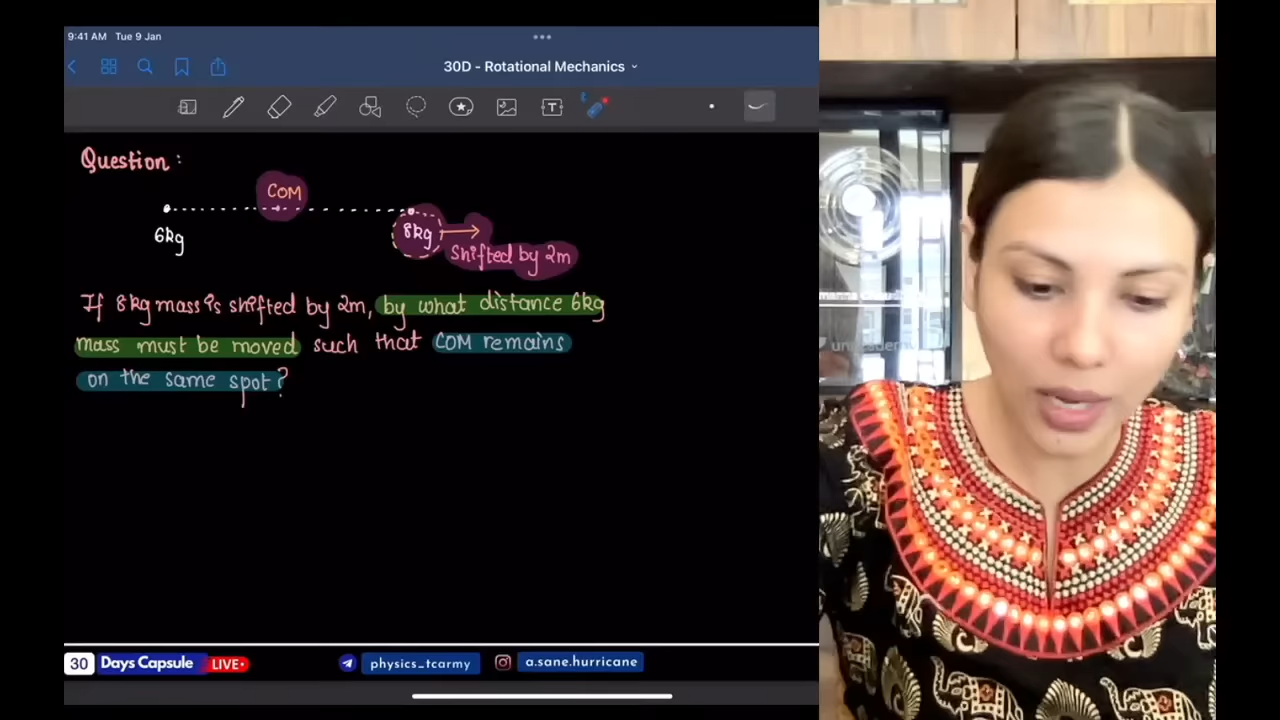 9:41 AM Tue 9 Jan
30D - Rotational Mechanics
Question:
COM
6kg
8kg
shifted by 2m
If 8kg mass is shifted by 2m, by what distance 6kg
mass must be moved such that COM remains
on the same spot?
30 Days Capsule LIVE
physics_tcarmy
a.sane.hurricane